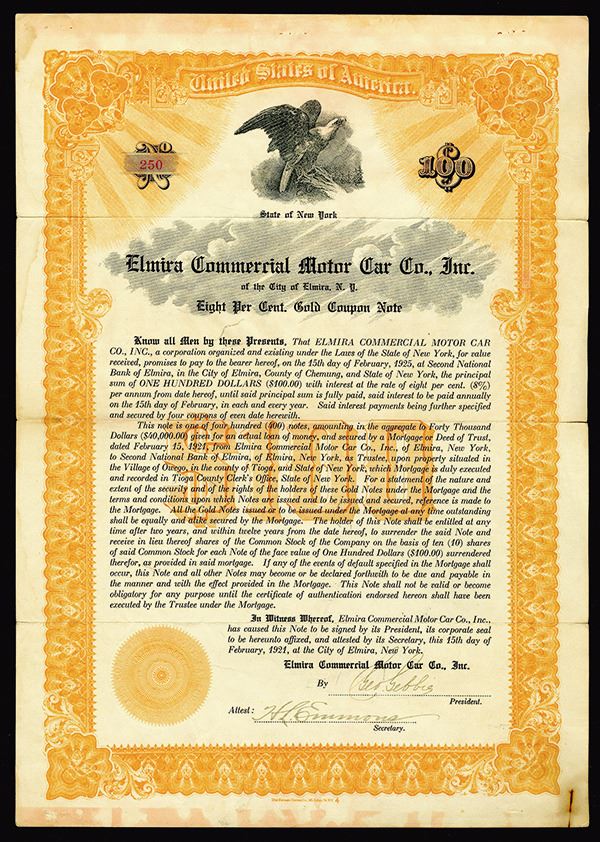 United States of America.
No
250
$100
State of New York
Elmira Commercial Motor Car Co., Inc.
of the City of Elmira, N. Y.
Eight Per Cent. Gold Coupon Note
Know all Men by these Presents, That ELMIRA COMMERCIAL MOTOR CAR
CO., INC., a corporation organized and existing under the Laws of the State of New York, for value
received, promises to pay to the bearer hereof, on the 15th day of February, 1925, at Second National
Bank of Elmira, in the City of Elmira, County of Chemung, and State of New York, the principal
sum of ONE HUNDRED DOLLARS ($100.00) with interest at the rate of eight per cent. (8%)
per annum from date hereof, until said principal sum is fully paid, said interest to be paid annually
on the 15th day of February, in each and every year. Said interest payments being further specified
and secured by four coupons of even date herewith.
This note is one of four hundred (400) notes, amounting in the aggregate to Forty Thousand
Dollars ($40,000.00) given for an actual loan of money, and secured by a Mortgage or Deed of Trust,
dated February 15, 1921, from Elmira Commercial Motor Car Co., Inc., of Elmira, New York,
to Second National Bank of Elmira, of Elmira, New York, as Trustee, upon property situated in
the Village of Owego, in the county of Tioga and State of New York, which Mortgage is duly executed
and recorded in Tioga County Clerk's Office, State of New York. For a statement of the nature and
extent of the security and of the rights of the holders of these Gold Notes under the Mortgage and the
terms and conditions upon which Notes are issued and to be issued and secured, reference is made to
the Mortgage. All the Gold Notes issued or to be issued under the Mortgage at any time outstanding
shall be equally and alike secured by the Mortgage. The holder of this Note shall be entitled at any
time after two years, and within twelve years from the date hereof, to surrender the said Note and
receive in lieu thereof shares of the Common Stock of the Company on the basis of ten (10) shares
of said Common Stock for each Note of the face value of One Hundred Dollars ($100.00) surrendered
therefor, as provided in said mortgage. If any of the events of default specified in the Mortgage shall
occur, this Note and all other Notes may become or be declared forthwith to be due and payable in
the manner and with the effect provided in the Mortgage. This Note shall not be valid or become
obligatory for any purpose until the certificate of authentication endorsed hereon shall have been
executed by the Trustee under the Mortgage.
In Witness Whereof, Elmira Commercial Motor Car Co., Inc.,
has caused this Note to be signed by its President, its corporate seal
to be hereunto affixed, and attested by its Secretary, this 15th day of
February, 1921, at the City of Elmira, New York.
Elmira Commercial Motor Car Co., Inc.
By Geo Gebbie
President.
Attest: H L Emmons
Secretary.